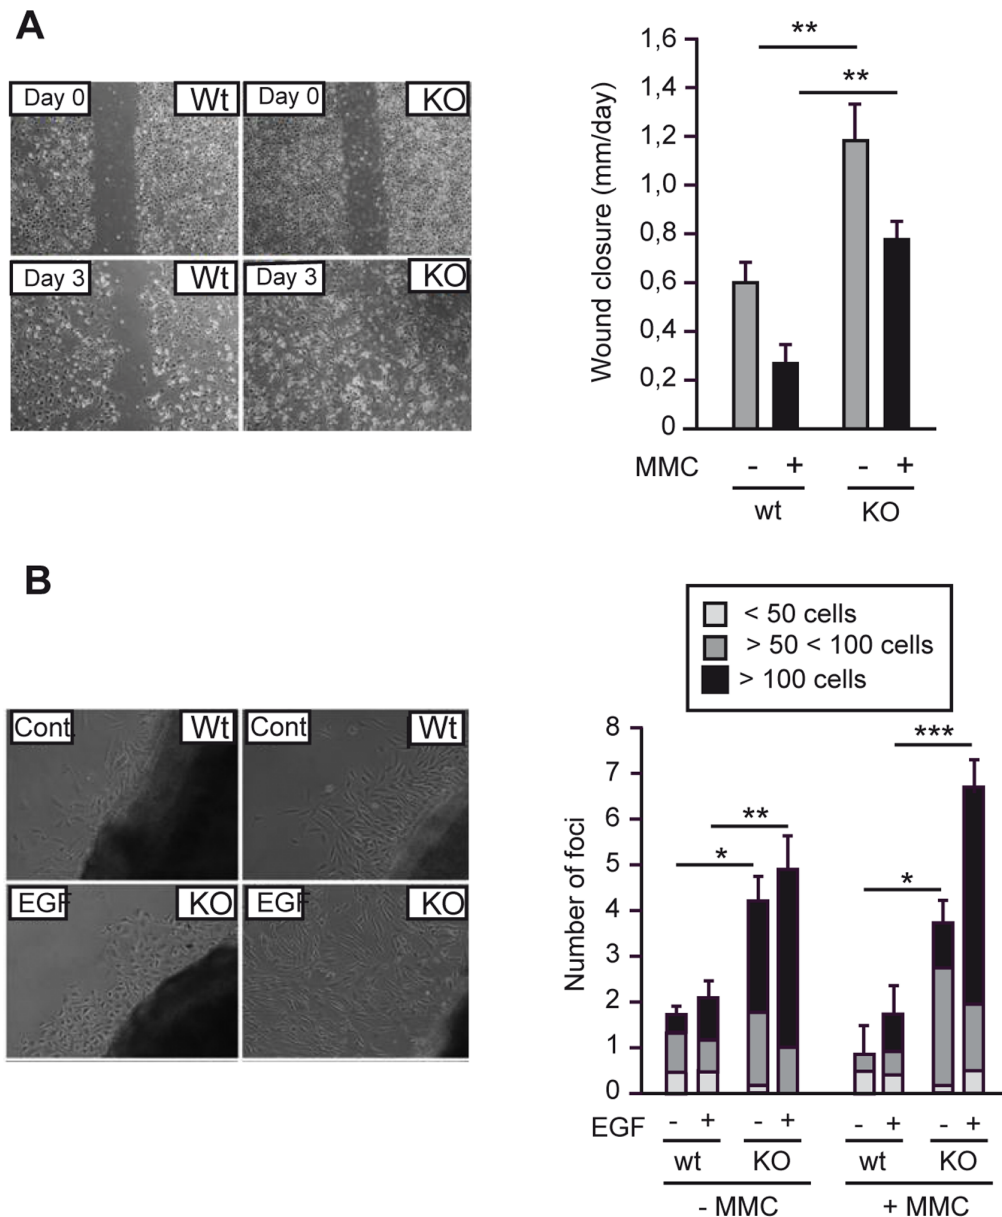 A
Day 0 Wt Day 0 KO
Day 3 Wt Day 3 KO
Wound closure (mm/day)
1,6
1,4
1,2
1,0
0,8
0,6
0,4
0,2
0
**
**
MMC - + - +
wt KO
B
Cont Wt Cont Wt
EGF KO EGF KO
< 50 cells
> 50 < 100 cells
> 100 cells
Number of foci
8
7
6
5
4
3
2
1
0
*
**
*
***
EGF - + - + - + - +
wt KO wt KO
- MMC + MMC